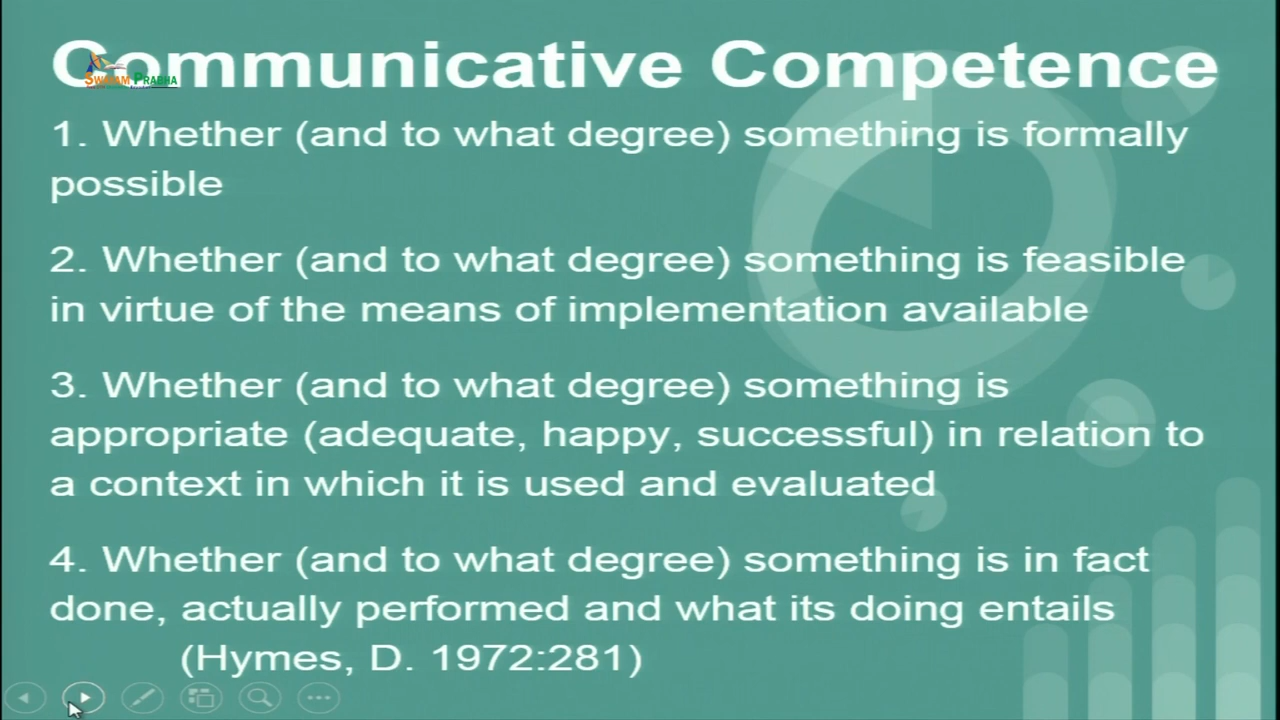 Communicative Competence
SWAYAM PRABHA
1. Whether (and to what degree) something is formally
possible
2. Whether (and to what degree) something is feasible
in virtue of the means of implementation available
3. Whether (and to what degree) something is
appropriate (adequate, happy, successful) in relation to
a context in which it is used and evaluated
4. Whether (and to what degree) something is in fact
done, actually performed and what its doing entails
(Hymes, D. 1972:281)